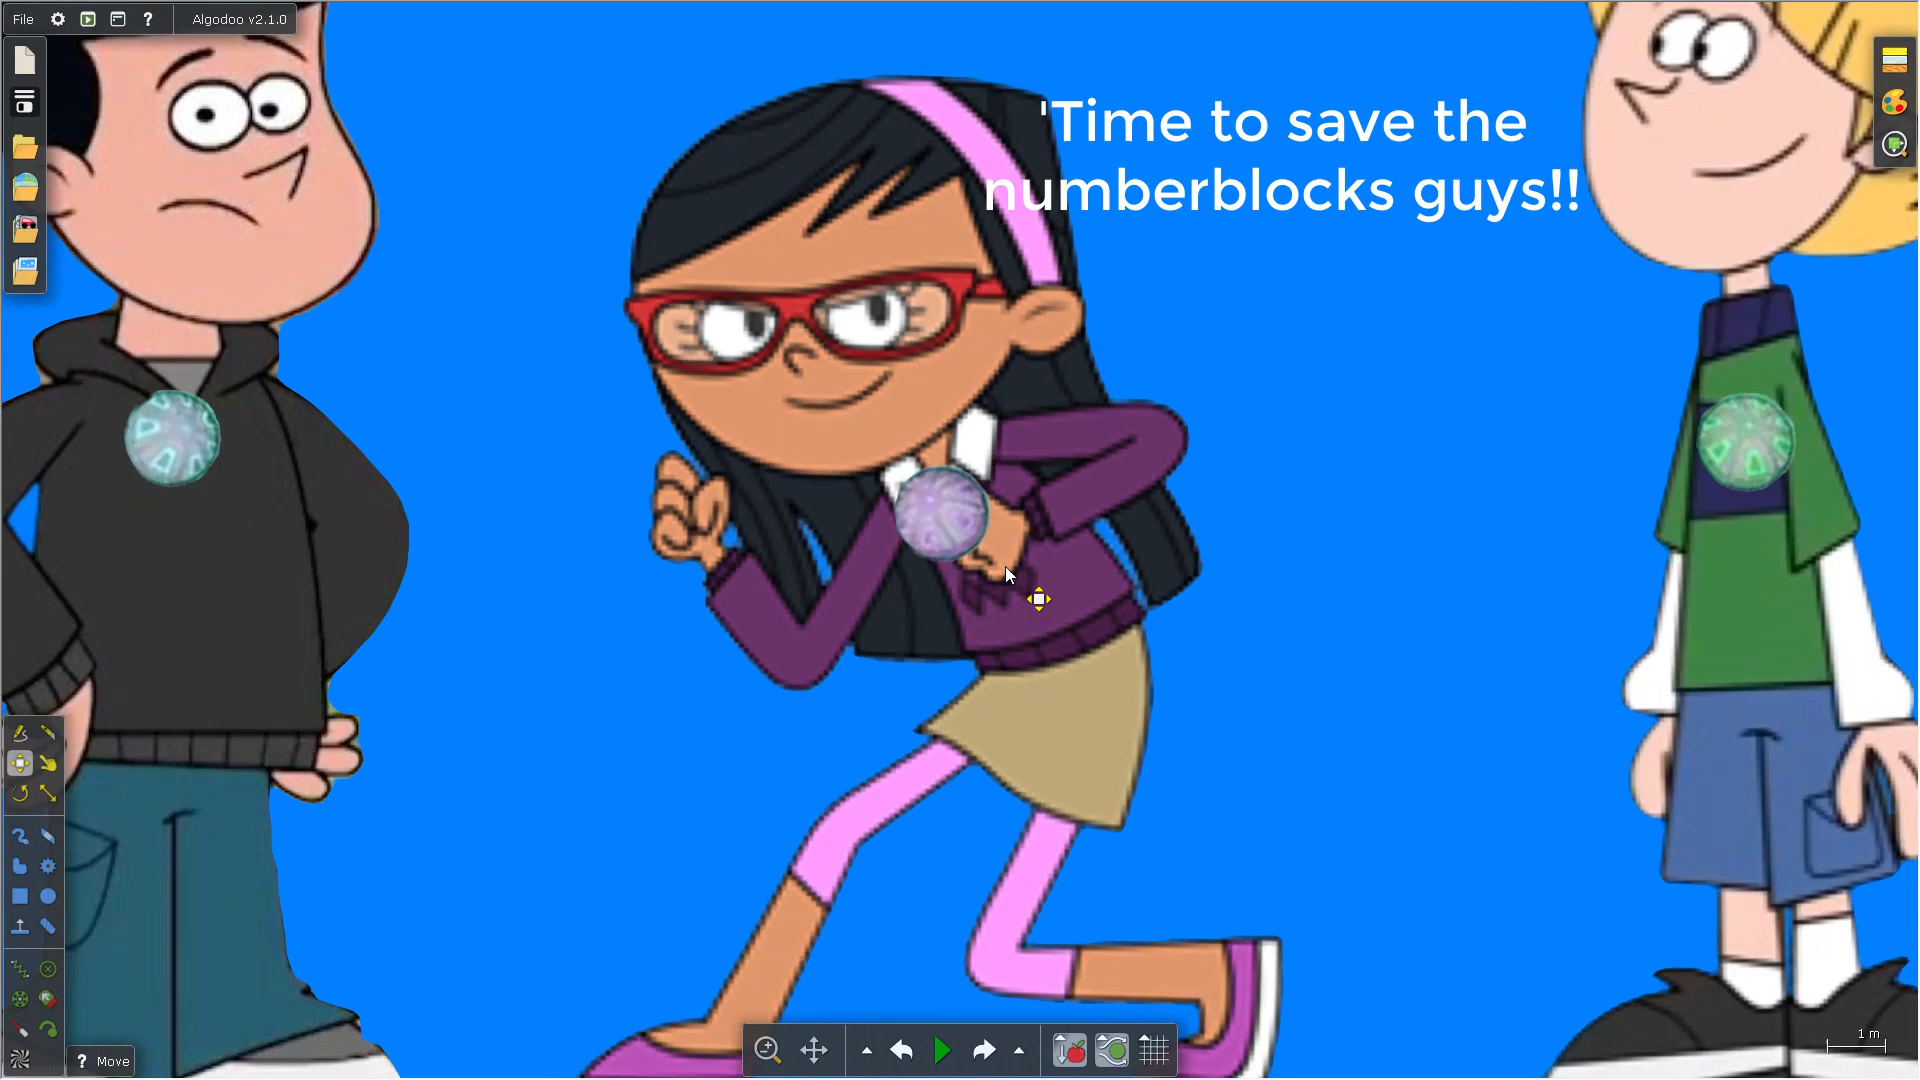 File ? Algodoo v2.1.0
'Time to save the
numberblocks guys!!
1 m
? Move